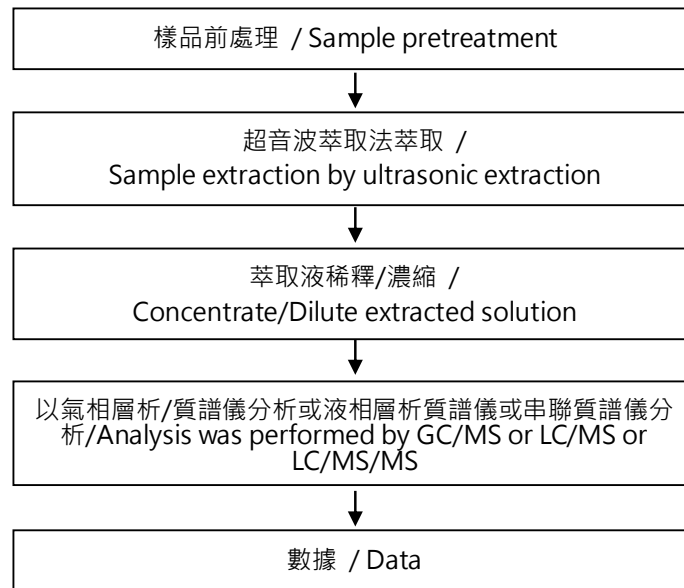 樣品前處理 / Sample pretreatment
超音波萃取法萃取 /
Sample extraction by ultrasonic extraction
萃取液稀釋/濃縮 /
Concentrate/Dilute extracted solution
以氣相層析/質譜儀分析或液相層析質譜儀或串聯質譜儀分
析/Analysis was performed by GC/MS or LC/MS or
LC/MS/MS
數據 / Data